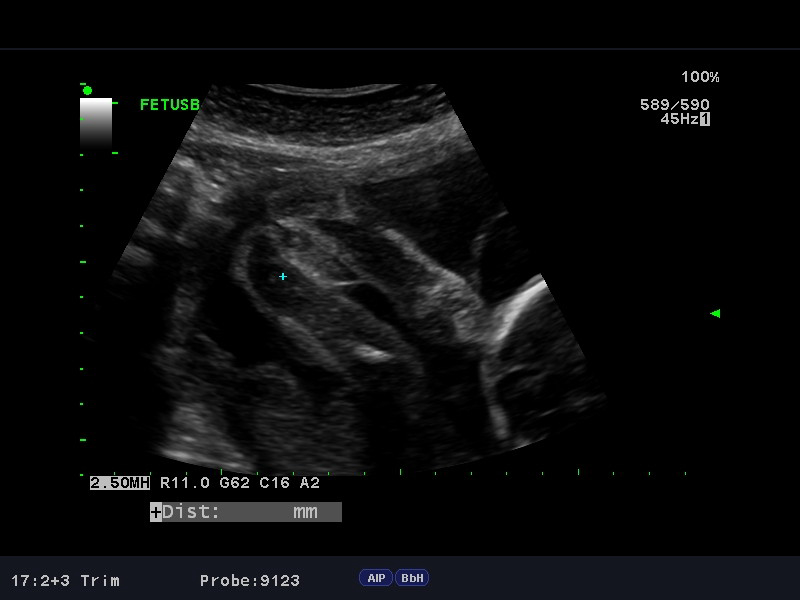 100%
FETUSB
589/590
45Hz1
2.50MH R11.0 G62 C16 A2
+Dist: mm
17:2+3 Trim Probe:9123 AIP BbH